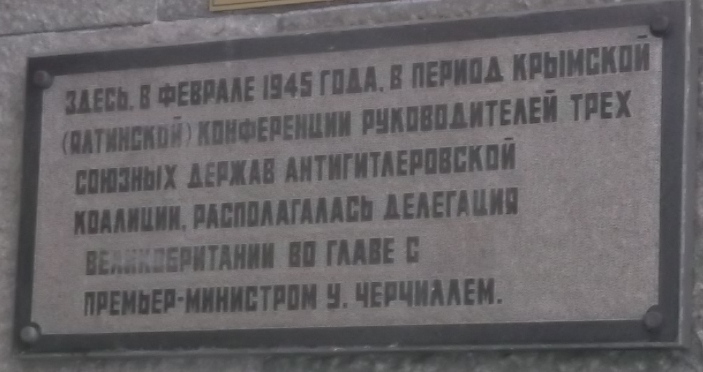 ЗДЕСЬ, В ФЕВРАЛЕ 1945 ГОДА, В ПЕРИОД КРЫМСКОЙ
(ЯЛТИНСКОЙ) КОНФЕРЕНЦИИ РУКОВОДИТЕЛЕЙ ТРЕХ
СОЮЗНЫХ ДЕРЖАВ АНТИГИТЛЕРОВСКОЙ
КОАЛИЦИИ, РАСПОЛАГАЛАСЬ ДЕЛЕГАЦИЯ
ВЕЛИКОБРИТАНИИ ВО ГЛАВЕ С
ПРЕМЬЕР-МИНИСТРОМ У. ЧЕРЧИЛЛЕМ.